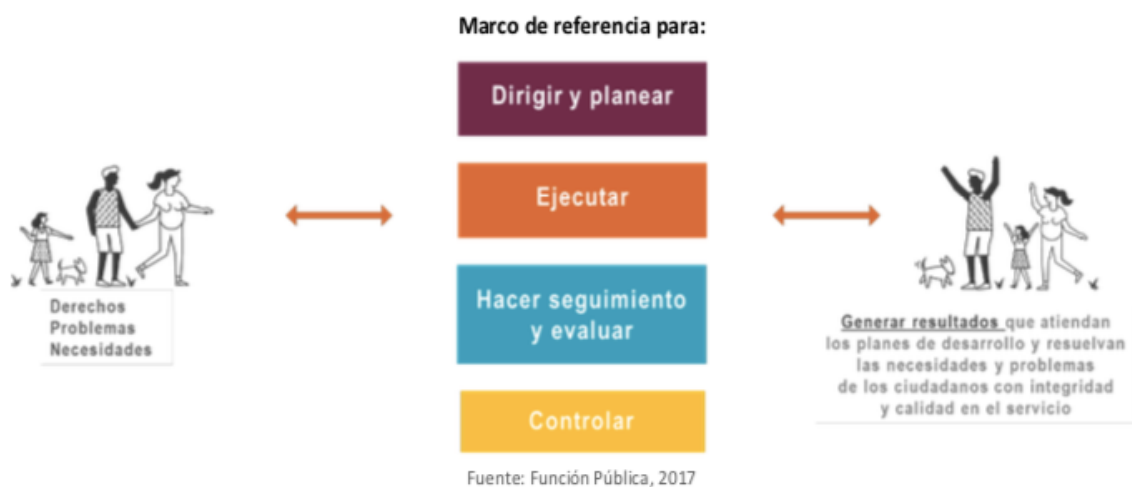 Marco de referencia para:
Dirigir y planear
Ejecutar
Hacer seguimiento
y evaluar
Controlar
Derechos
Problemas
Necesidades
Generar resultados que atiendan
los planes de desarrollo y resuelvan
las necesidades y problemas
de los ciudadanos con integridad
y calidad en el servicio
Fuente: Función Pública, 2017